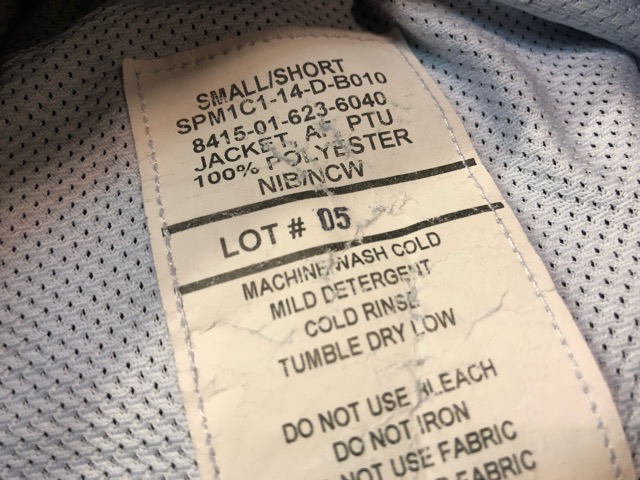 SMALL/SHORT
SPM1C1-14-D-B010
8415-01-623-6040
JACKET, AF PTU
100% POLYESTER
NIB/NCW
LOT # 05
MACHINE WASH COLD
MILD DETERGENT
COLD RINSE
TUMBLE DRY LOW
DO NOT USE BLEACH
DO NOT IRON
NOT USE FABRIC
FABRIC